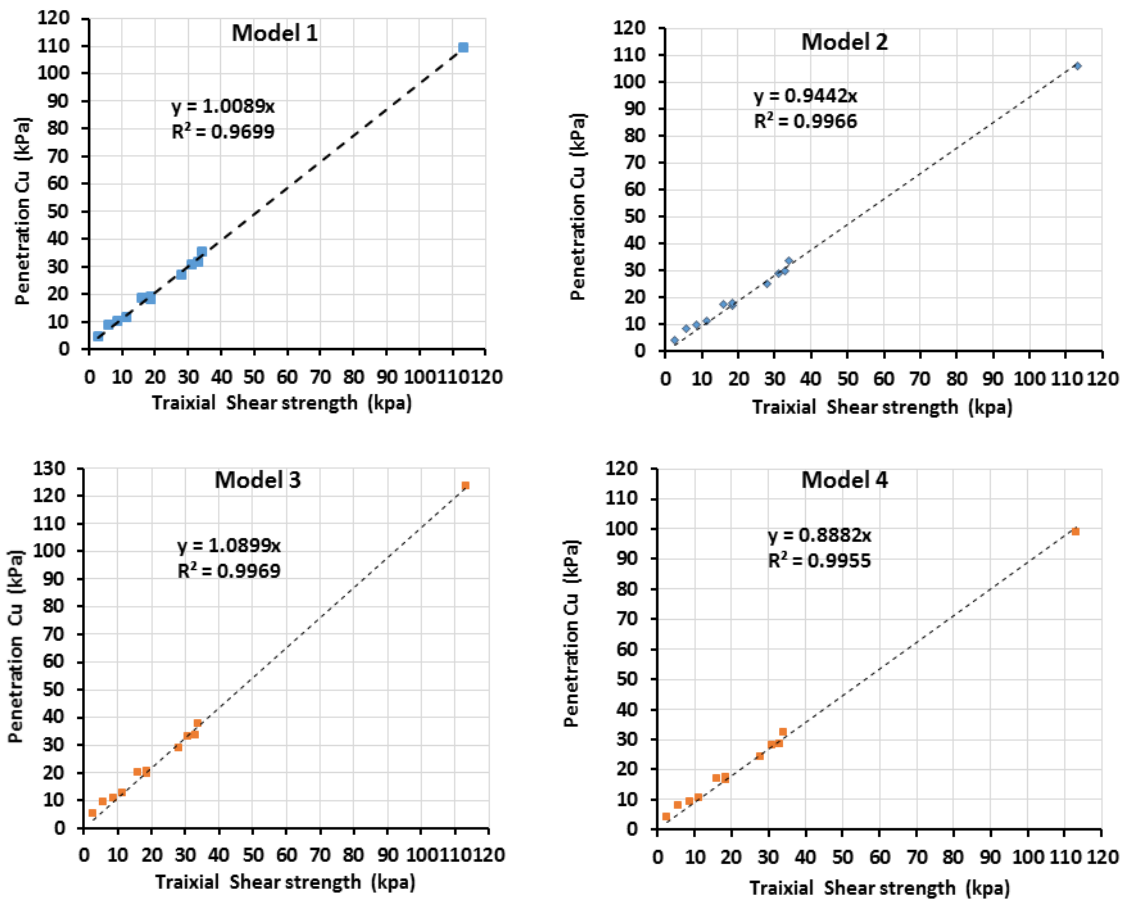 Model 1
y = 1.0089x
R² = 0.9699
Penetration Cu (kPa)
120
110
100
90
80
70
60
50
40
30
20
10
0
0 10 20 30 40 50 60 70 80 90 100 110 120
Traixial Shear strength (kpa)
Model 2
y = 0.9442x
R² = 0.9966
Penetration Cu (kPa)
120
110
100
90
80
70
60
50
40
30
20
10
0
0 10 20 30 40 50 60 70 80 90 100 110 120
Traixial Shear strength (kpa)
Model 3
y = 1.0899x
R² = 0.9969
Penetration Cu (kPa)
130
120
110
100
90
80
70
60
50
40
30
20
10
0
0 10 20 30 40 50 60 70 80 90 100 110 120
Traixial Shear strength (kpa)
Model 4
y = 0.8882x
R² = 0.9955
Penetration Cu (kPa)
120
110
100
90
80
70
60
50
40
30
20
10
0
0 10 20 30 40 50 60 70 80 90 100 110 120
Traixial Shear strength (kpa)